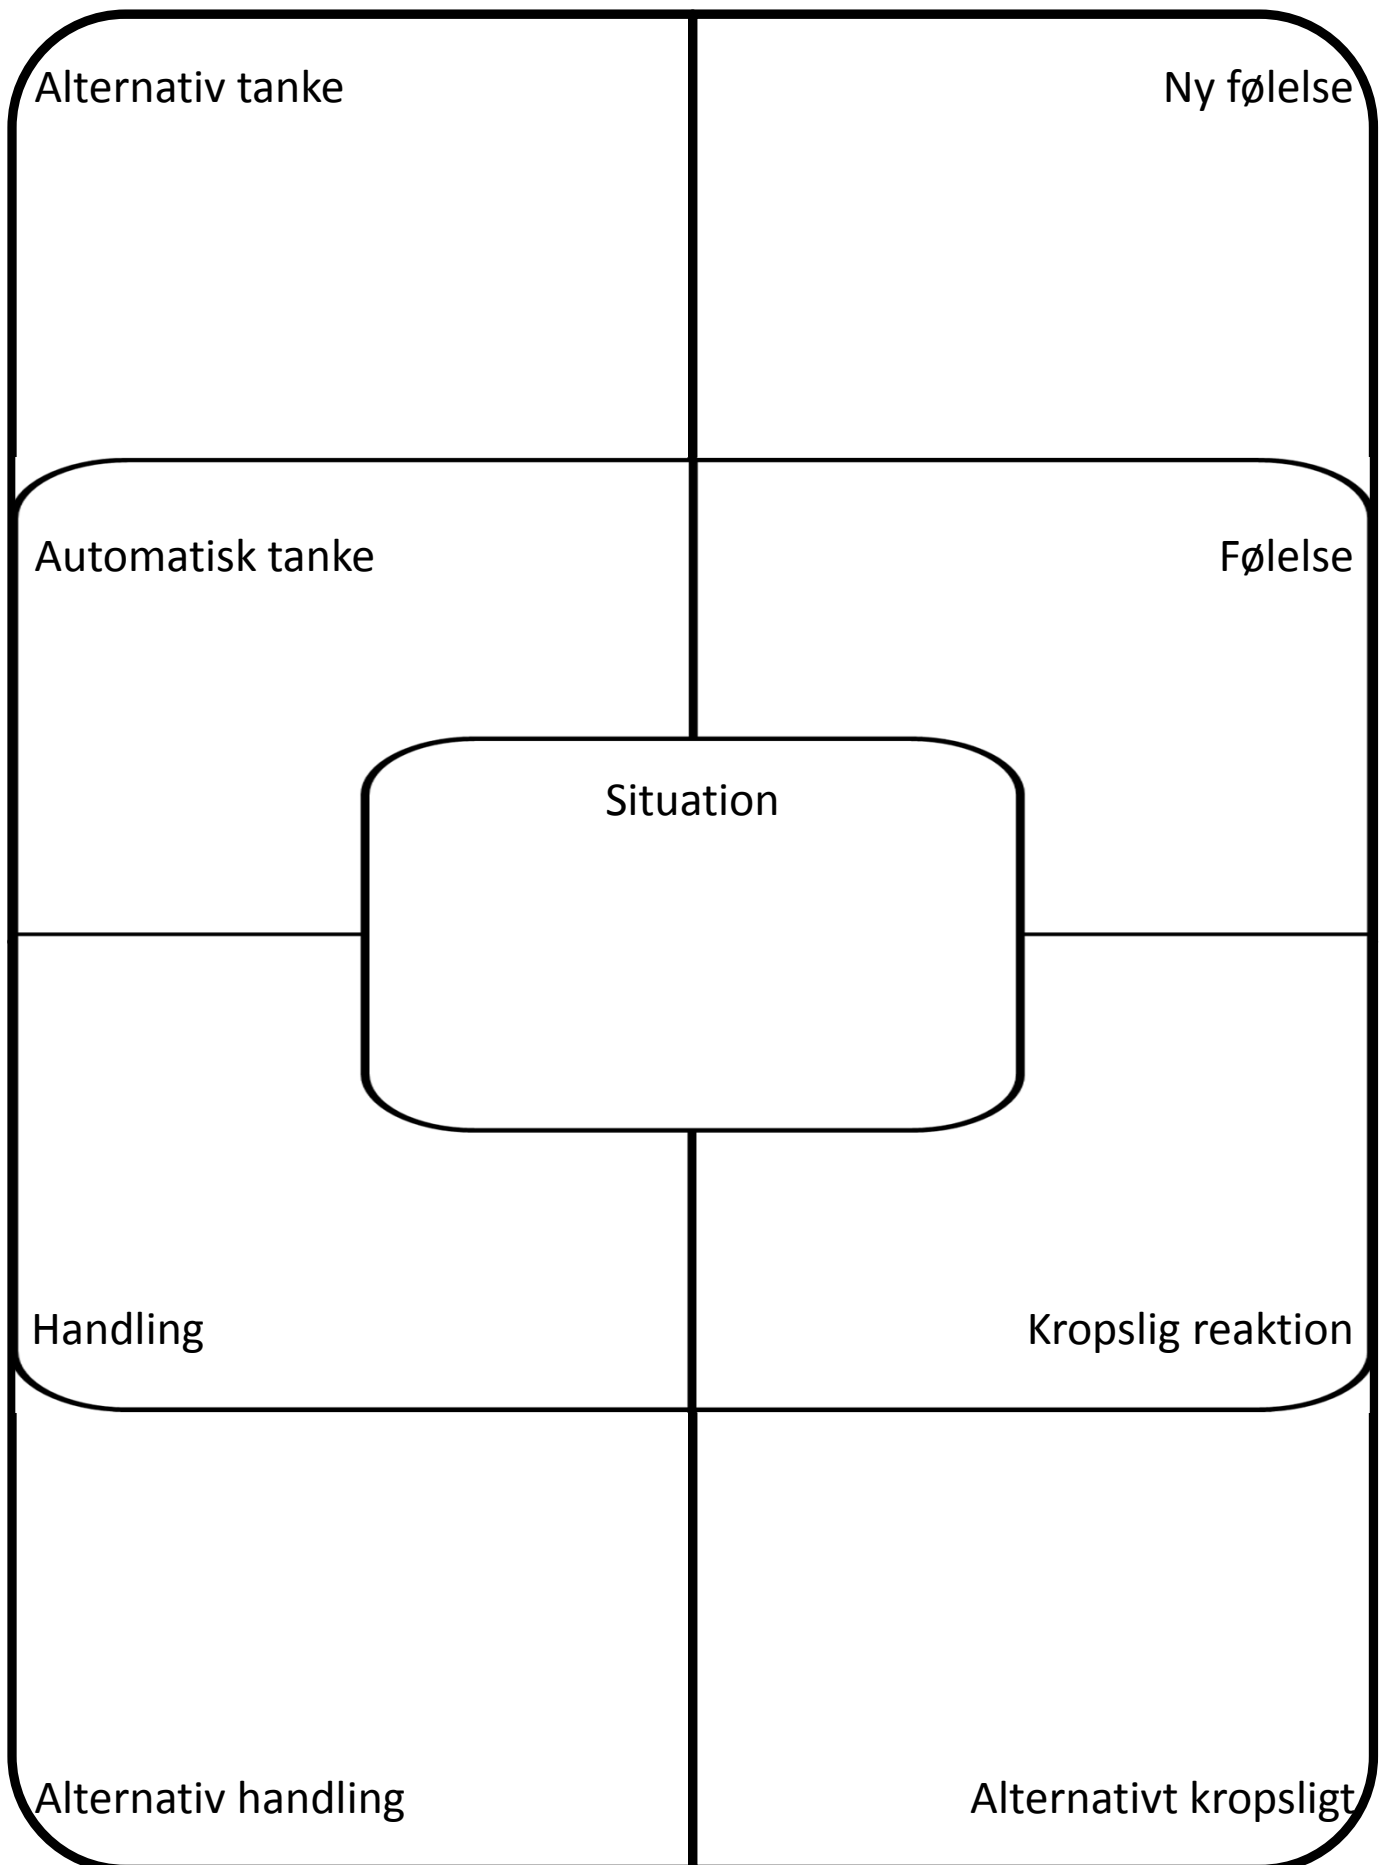 Alternativ tanke
Ny følelse
Automatisk tanke
Følelse
Situation
Handling
Kropslig reaktion
Alternativ handling
Alternativt kropsligt